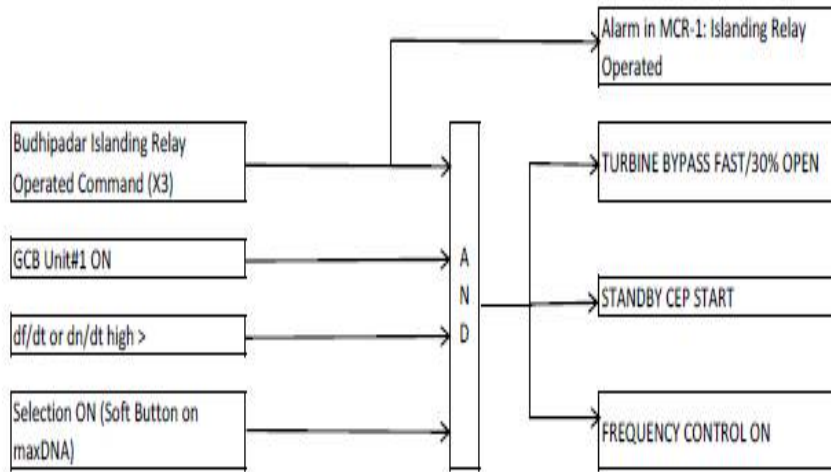 Alarm in MCR-1: Islanding Relay
Operated
Budhipadar Islanding Relay
Operated Command (X3)
TURBINE BYPASS FAST/30% OPEN
GCB Unit#1 ON
A
N
D
STANDBY CEP START
df/dt or dn/dt high >
Selection ON (Soft Button on
maxDNA)
FREQUENCY CONTROL ON